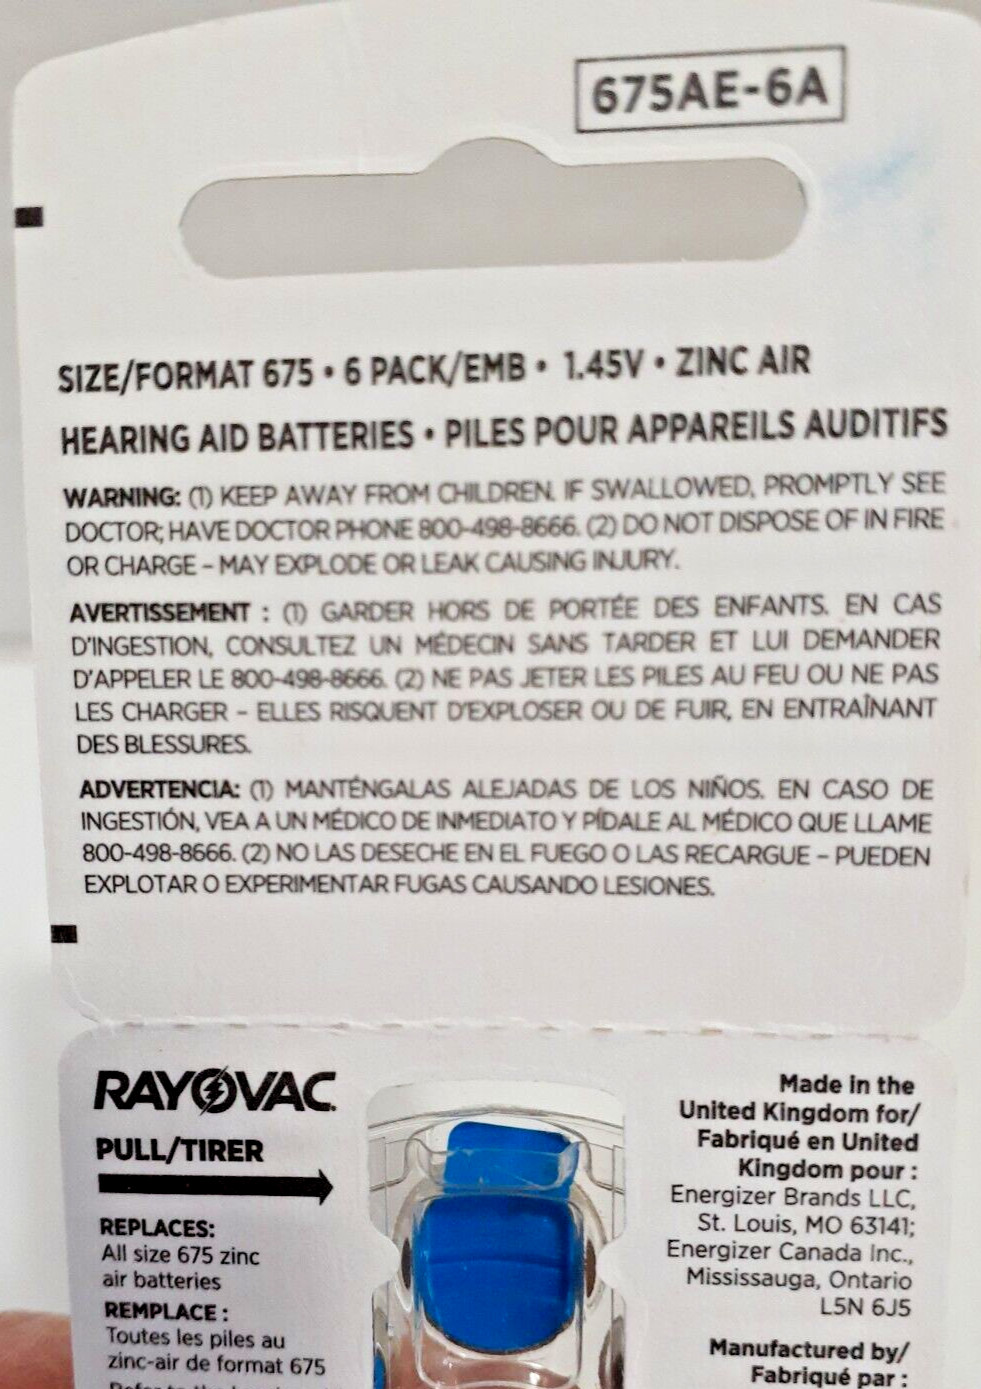 675AE-6A
SIZE/FORMAT 675 • 6 PACK/EMB • 1.45V • ZINC AIR
HEARING AID BATTERIES • PILES POUR APPAREILS AUDITIFS
WARNING: (1) KEEP AWAY FROM CHILDREN. IF SWALLOWED, PROMPTLY SEE
DOCTOR; HAVE DOCTOR PHONE 800-498-8666. (2) DO NOT DISPOSE OF IN FIRE
OR CHARGE – MAY EXPLODE OR LEAK CAUSING INJURY.
AVERTISSEMENT : (1) GARDER HORS DE PORTÉE DES ENFANTS. EN CAS
D'INGESTION, CONSULTEZ UN MÉDECIN SANS TARDER ET LUI DEMANDER
D'APPELER LE 800-498-8666. (2) NE PAS JETER LES PILES AU FEU OU NE PAS
LES CHARGER – ELLES RISQUENT D'EXPLOSER OU DE FUIR, EN ENTRAÎNANT
DES BLESSURES.
ADVERTENCIA: (1) MANTÉNGALAS ALEJADAS DE LOS NIÑOS. EN CASO DE
INGESTIÓN, VEA A UN MÉDICO DE INMEDIATO Y PÍDALE AL MÉDICO QUE LLAME
800-498-8666. (2) NO LAS DESECHE EN EL FUEGO O LAS RECARGUE – PUEDEN
EXPLOTAR O EXPERIMENTAR FUGAS CAUSANDO LESIONES.
RAYOVAC
PULL/TIRER
REPLACES:
All size 675 zinc
air batteries
REMPLACE :
Toutes les piles au
zinc-air de format 675
Made in the
United Kingdom for/
Fabriqué en United
Kingdom pour :
Energizer Brands LLC,
St. Louis, MO 63141;
Energizer Canada Inc.,
Mississauga, Ontario
L5N 6J5
Manufactured by/
Fabriqué par :